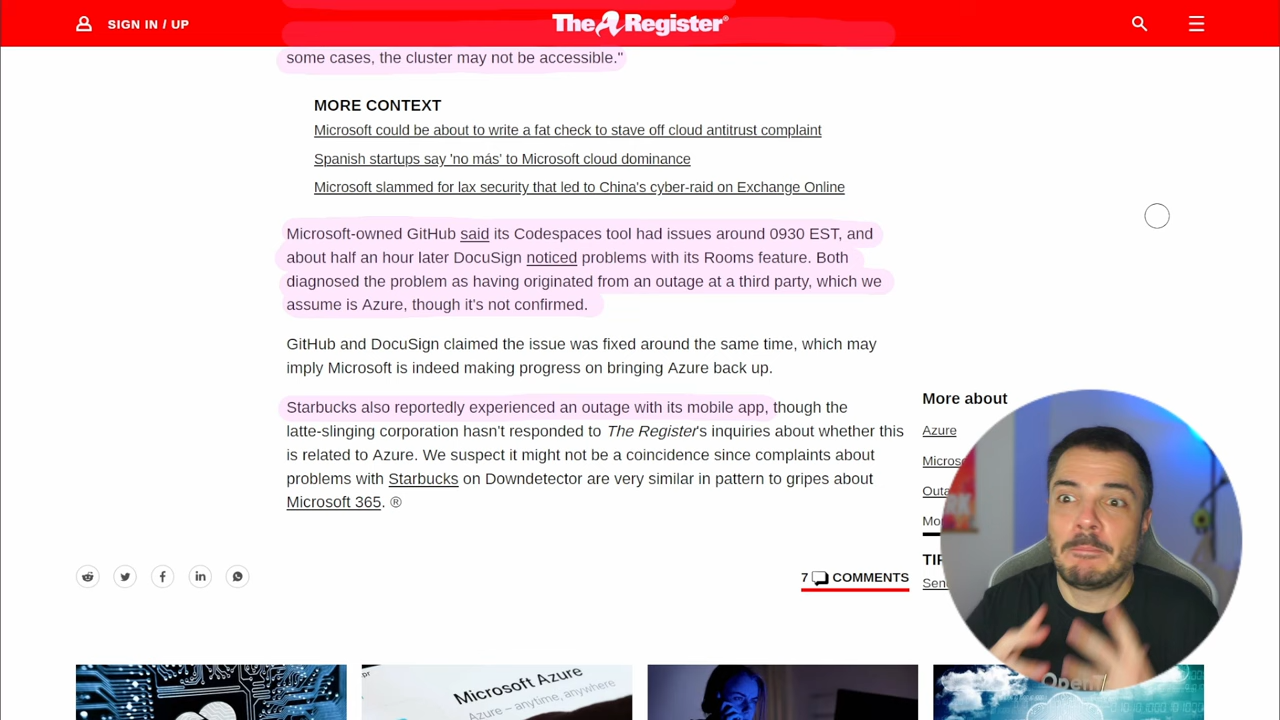 SIGN IN / UP
The Register®
some cases, the cluster may not be accessible."
MORE CONTEXT
Microsoft could be about to write a fat check to stave off cloud antitrust complaint
Spanish startups say 'no más' to Microsoft cloud dominance
Microsoft slammed for lax security that led to China's cyber-raid on Exchange Online
Microsoft-owned GitHub said its Codespaces tool had issues around 0930 EST, and
about half an hour later DocuSign noticed problems with its Rooms feature. Both
diagnosed the problem as having originated from an outage at a third party, which we
assume is Azure, though it's not confirmed.
GitHub and DocuSign claimed the issue was fixed around the same time, which may
imply Microsoft is indeed making progress on bringing Azure back up.
Starbucks also reportedly experienced an outage with its mobile app, though the
latte-slinging corporation hasn't responded to The Register's inquiries about whether this
is related to Azure. We suspect it might not be a coincidence since complaints about
problems with Starbucks on Downdetector are very similar in pattern to gripes about
Microsoft 365. ®
More about
Azure
7 COMMENTS
Microsoft Azure
Azure – anytime, anywhere